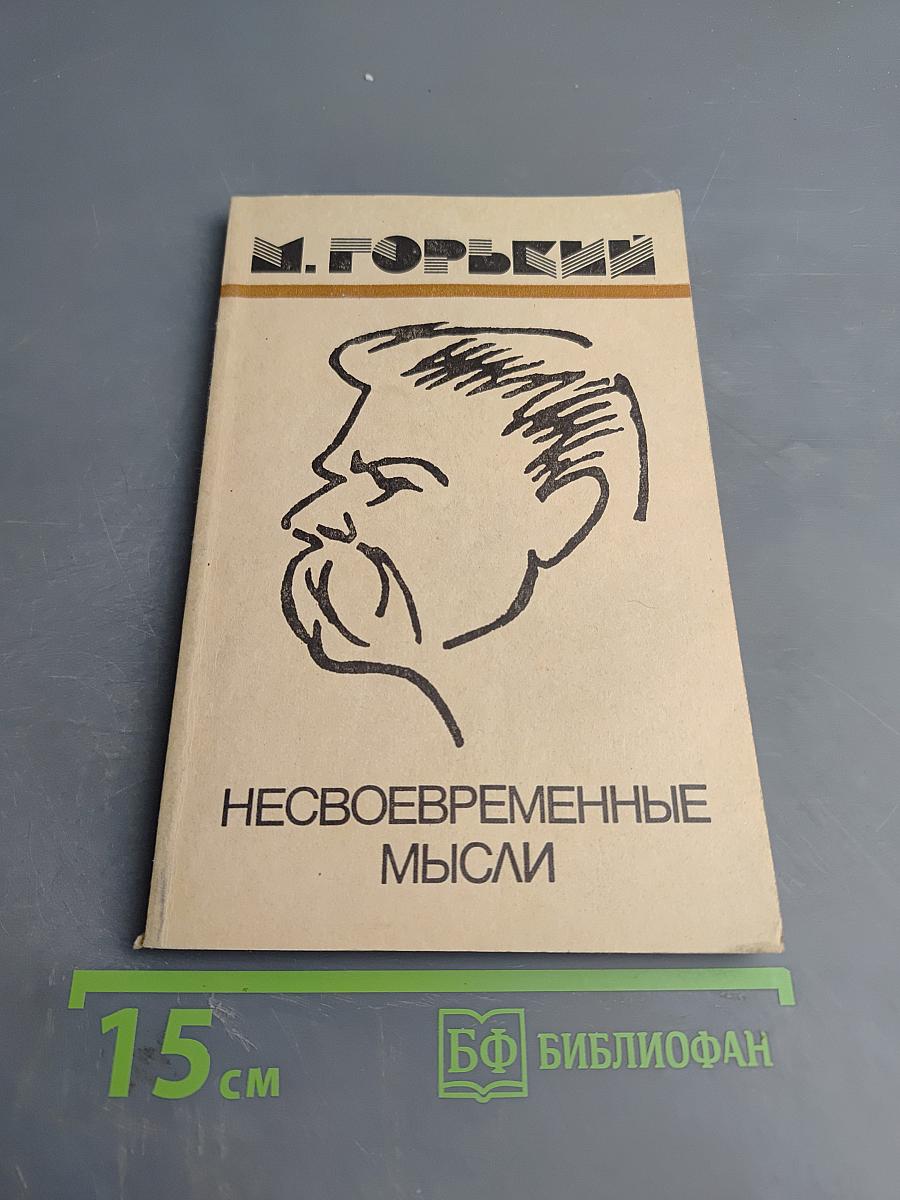 М. ГОРЬКИЙ
НЕСВОЕВРЕМЕННЫЕ
МЫСЛИ
15 см
БФ БИБЛИОФАН